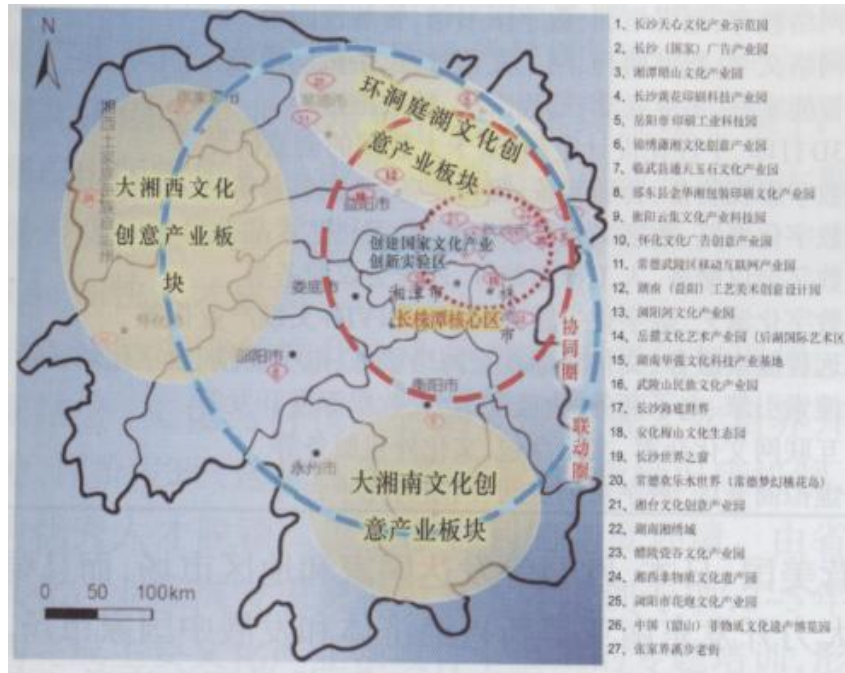 N
环洞庭湖文化创
意产业板块
大湘西文化
创意产业板
块
益阳市
创建国家文化产业
创新实验区
娄底市
湘潭市
长株潭核心区
市
邵阳市
衡阳市
永州市
协同圈
联动圈
大湘南文化创
意产业板块
0 50 100km
1、长沙天心文化产业示范园
2、长沙（国家）广告产业园
3、湘潭昭山文化产业园
4、长沙黄花印刷科技产业园
5、岳阳市印刷工业科技园
6、锦绣潇湘文化创意产业园
7、临武县通天玉石文化产业园
8、邵东县金华湘包装印刷文化产业园
9、衡阳云集文化产业科技园
10、怀化文化广告创意产业园
11、常德武陵区移动互联网产业园
12、湖南（益阳）工艺美术创意设计园
13、浏阳河文化产业园
14、岳麓文化艺术产业园（后湖国际艺术区
15、湖南华强文化科技产业基地
16、武陵山民族文化产业园
17、长沙海底世界
18、安化梅山文化生态园
19、长沙世界之窗
20、常德欢乐水世界（常德梦幻桃花岛）
21、湘台文化创意产业园
22、湖南湘绣城
23、醴陵瓷谷文化产业园
24、湘西非物质文化遗产园
25、浏阳市花炮文化产业园
26、中国（韶山）非物质文化遗产博览园
27、张家界溪步老街